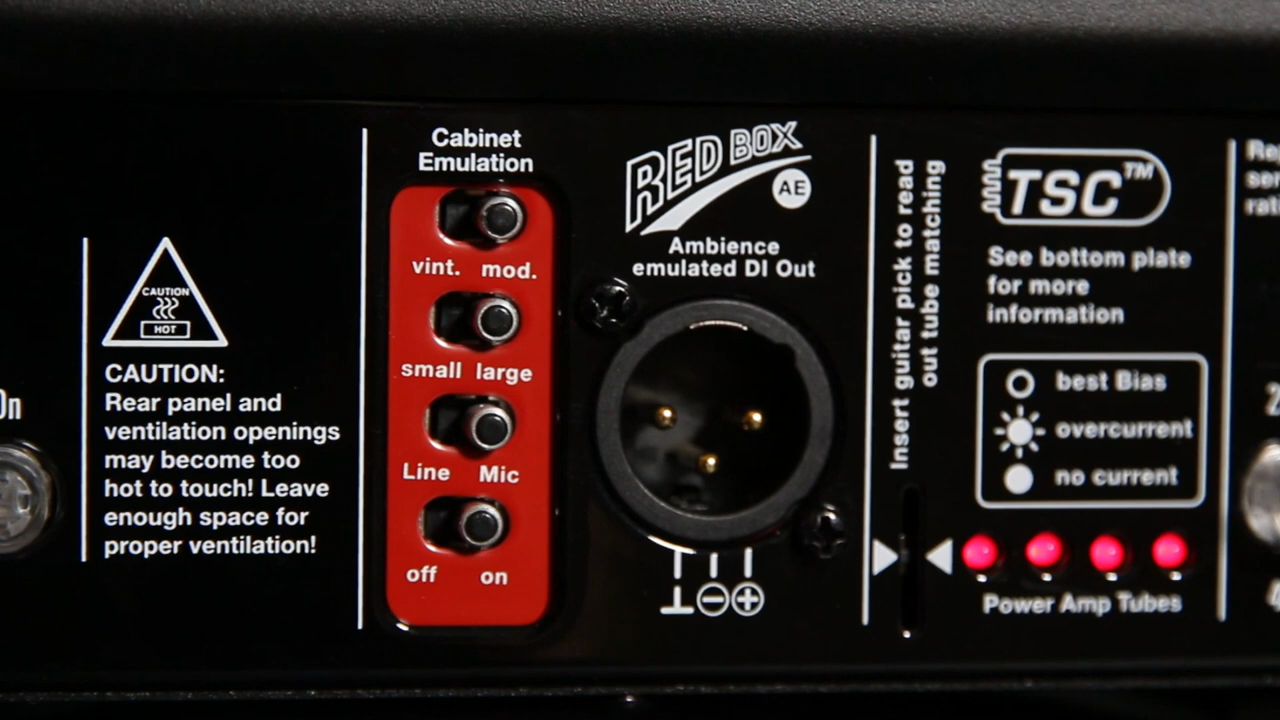 On
CAUTION
HOT
CAUTION:
Rear panel and
ventilation openings
may become too
hot to touch! Leave
enough space for
proper ventilation!
Cabinet
Emulation
vint. mod.
small large
Line Mic
off on
RED BOX
AE
Ambience
emulated DI Out
Insert guitar pick to read
out tube matching
TSC™
See bottom plate
for more
information
best Bias
overcurrent
no current
Power Amp Tubes